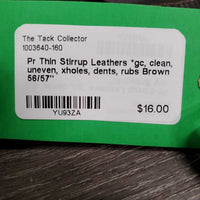 The Tack Collector
1003640-160
Pr Thin Stirrup Leathers *gc, clean,
uneven, xholes, dents, rubs Brown
56/57"
YU93ZA
$16.00